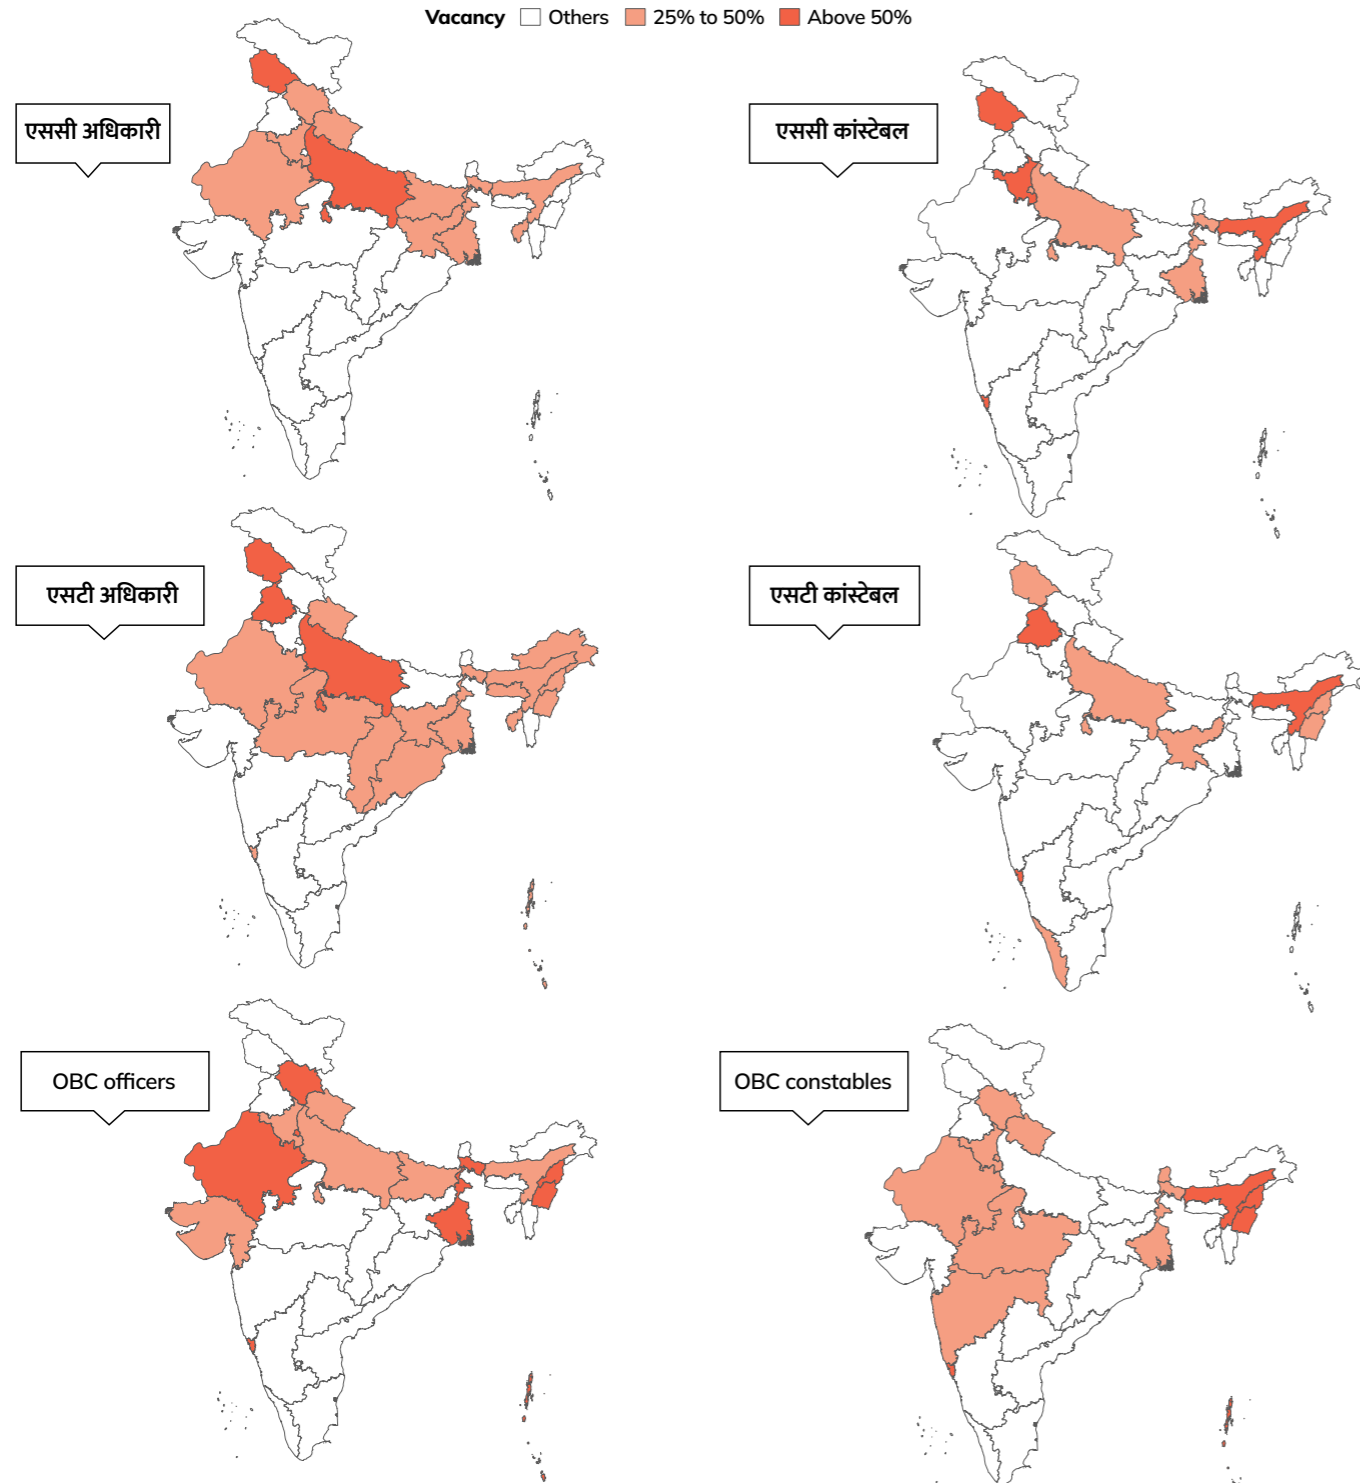 Vacancy Others 25% to 50% Above 50%
एससी अधिकारी
एससी कांस्टेबल
एसटी अधिकारी
एसटी कांस्टेबल
OBC officers
OBC constables